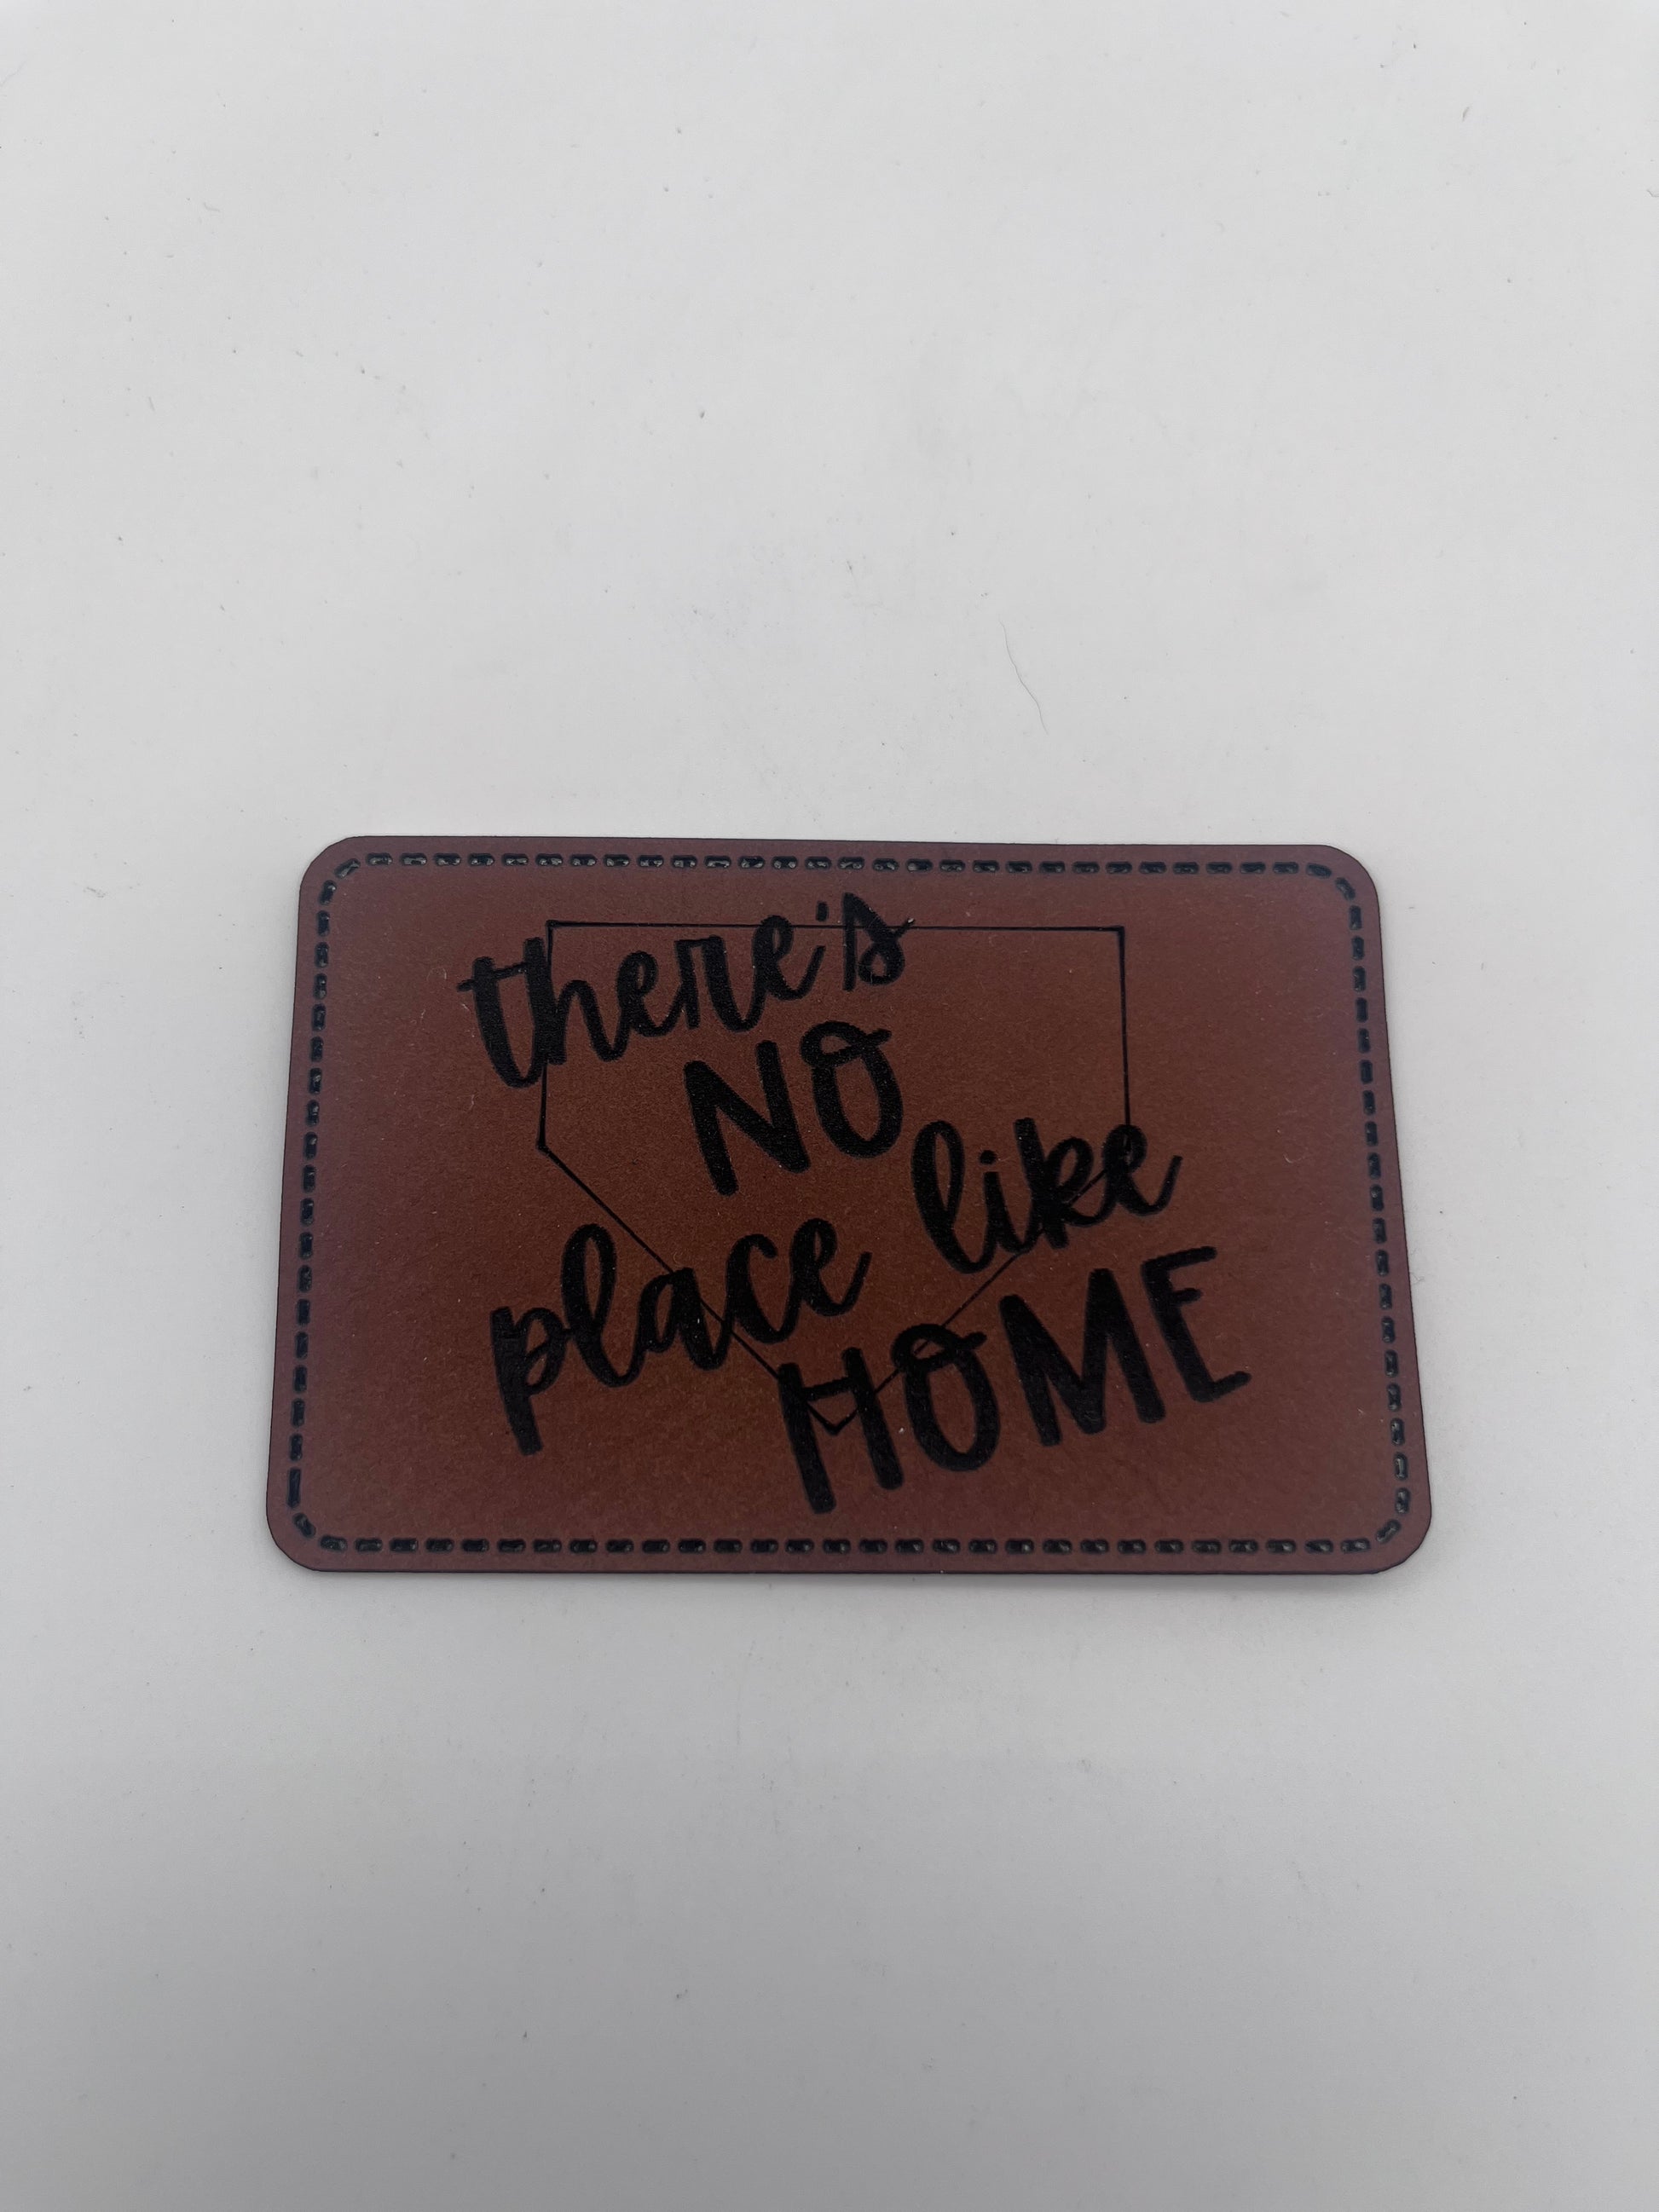 there's
NO
place like
HOME